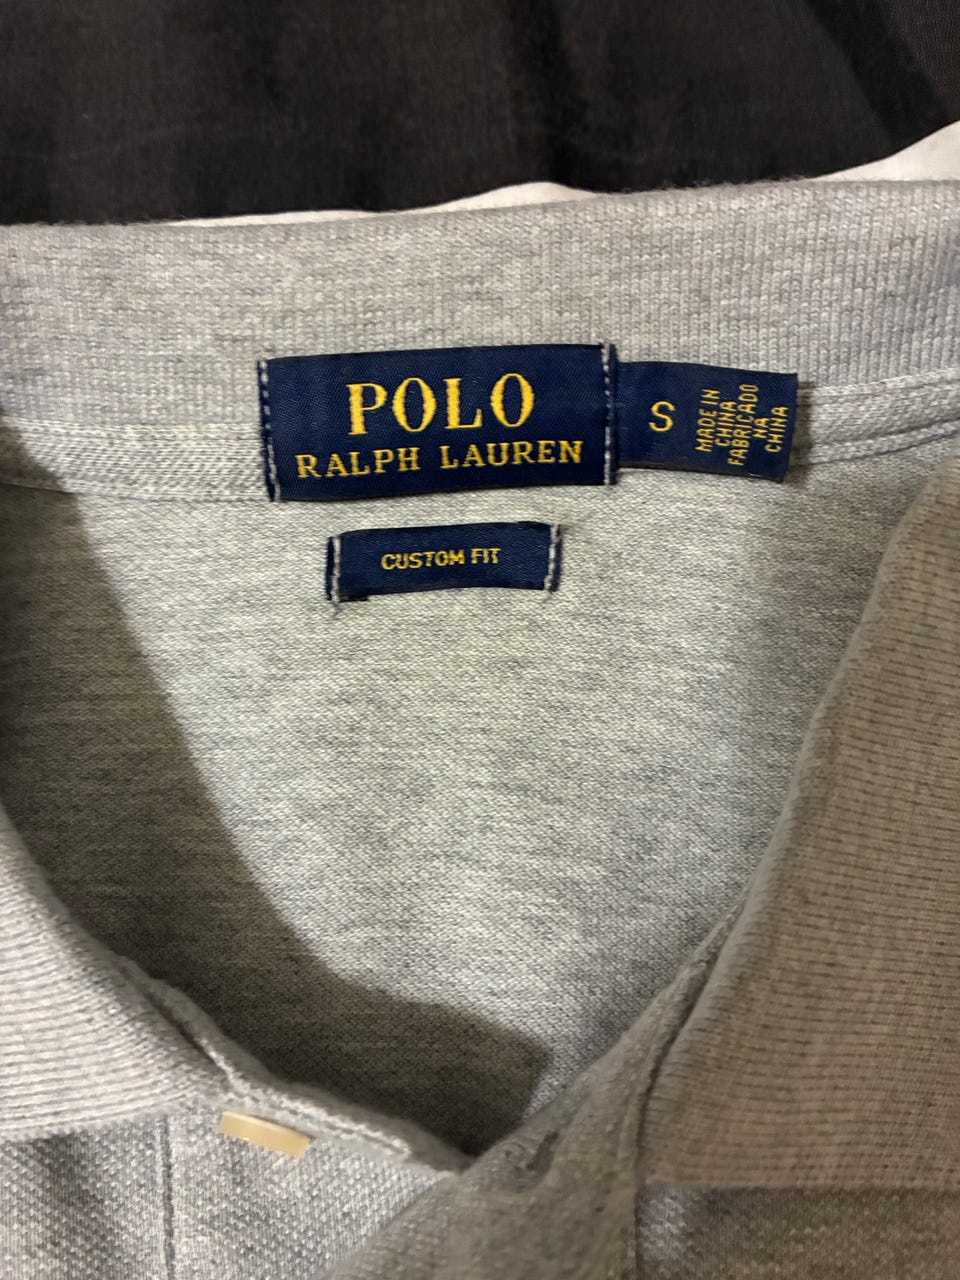 POLO
RALPH LAUREN
S
MADE IN
CHINA
FABRICADO
NA
CHINA
CUSTOM FIT